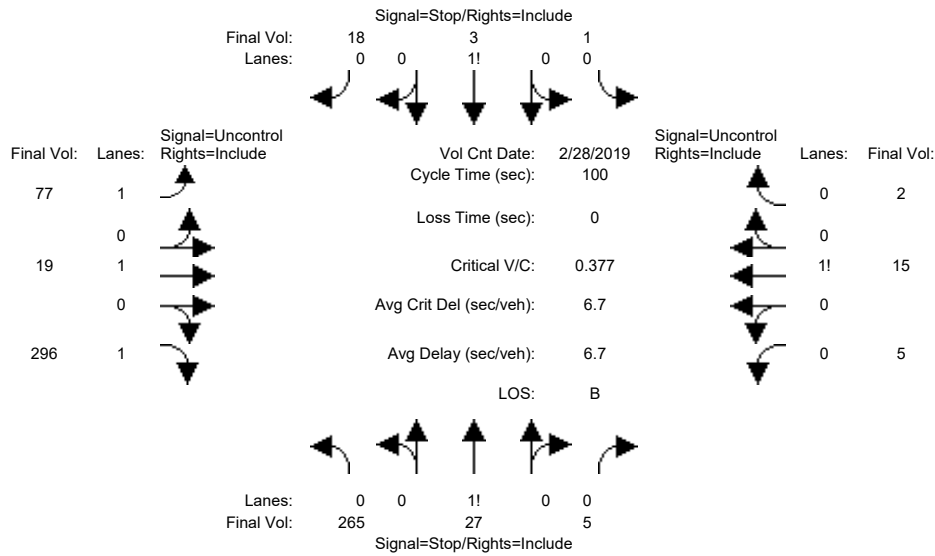 Signal=Stop/Rights=Include
Final Vol: 18 3 1
Lanes: 0 0 1! 0 0
Signal=Uncontrol
Final Vol: Lanes: Rights=Include
Vol Cnt Date: 2/28/2019
Signal=Uncontrol
Rights=Include Lanes: Final Vol:
Cycle Time (sec): 100
77 1
0 2
Loss Time (sec): 0
0
0
19 1
Critical V/C: 0.377
1! 15
0
Avg Crit Del (sec/veh): 6.7
0
296 1
Avg Delay (sec/veh): 6.7
0 5
LOS: B
Lanes: 0 0 1! 0 0
Final Vol: 265 27 5
Signal=Stop/Rights=Include